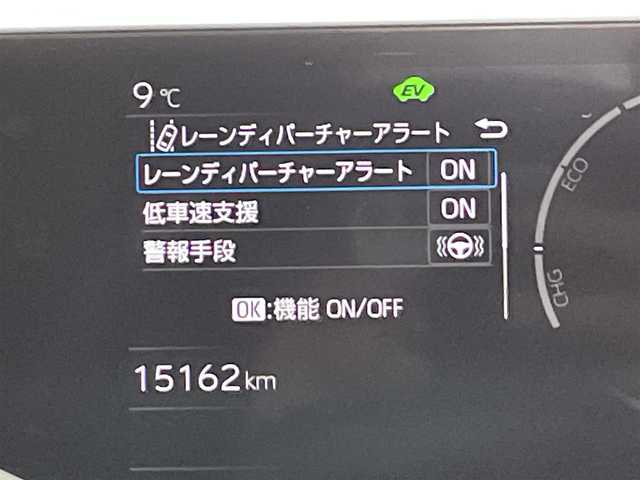 9℃
EV
レーンディパーチャーアラート
レーンディパーチャーアラート ON
低車速支援 ON
警報手段
OK:機能 ON/OFF
15162km
ECO
CHG